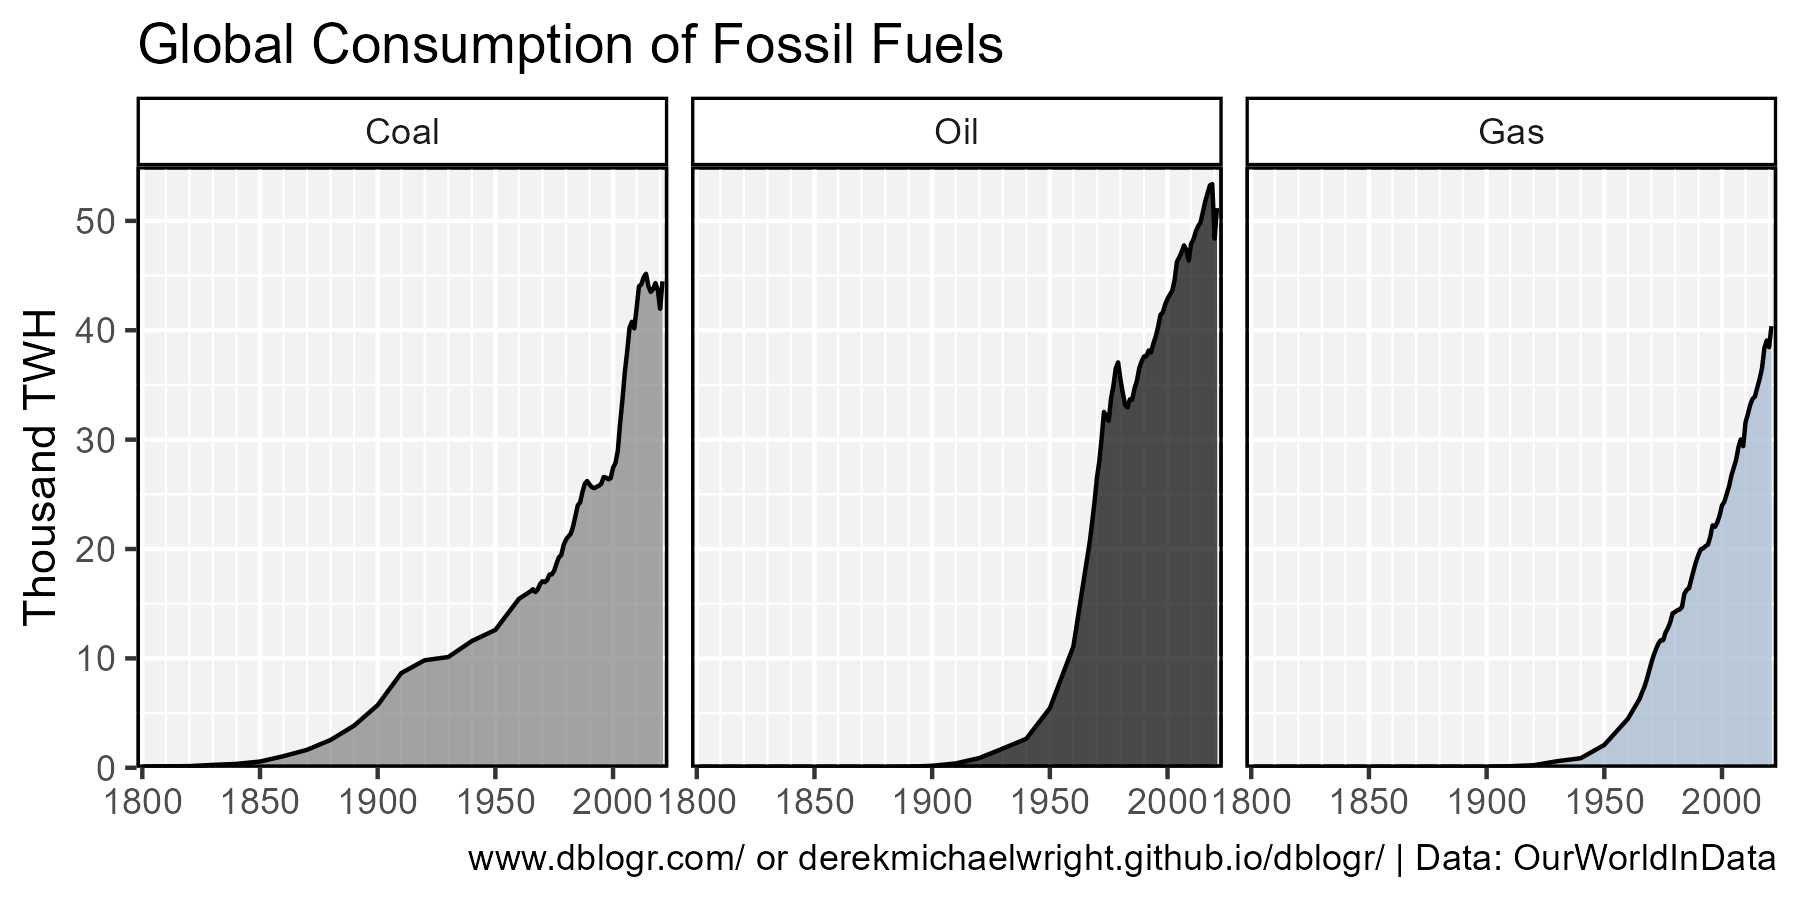 Global Consumption of Fossil Fuels
Coal Oil Gas
Thousand TWH
50
40
30
20
10
0
1800 1850 1900 1950 2000 1800 1850 1900 1950 2000 1800 1850 1900 1950 2000
www.dblogr.com/ or derekmichaelwright.github.io/dblogr/ | Data: OurWorldInData